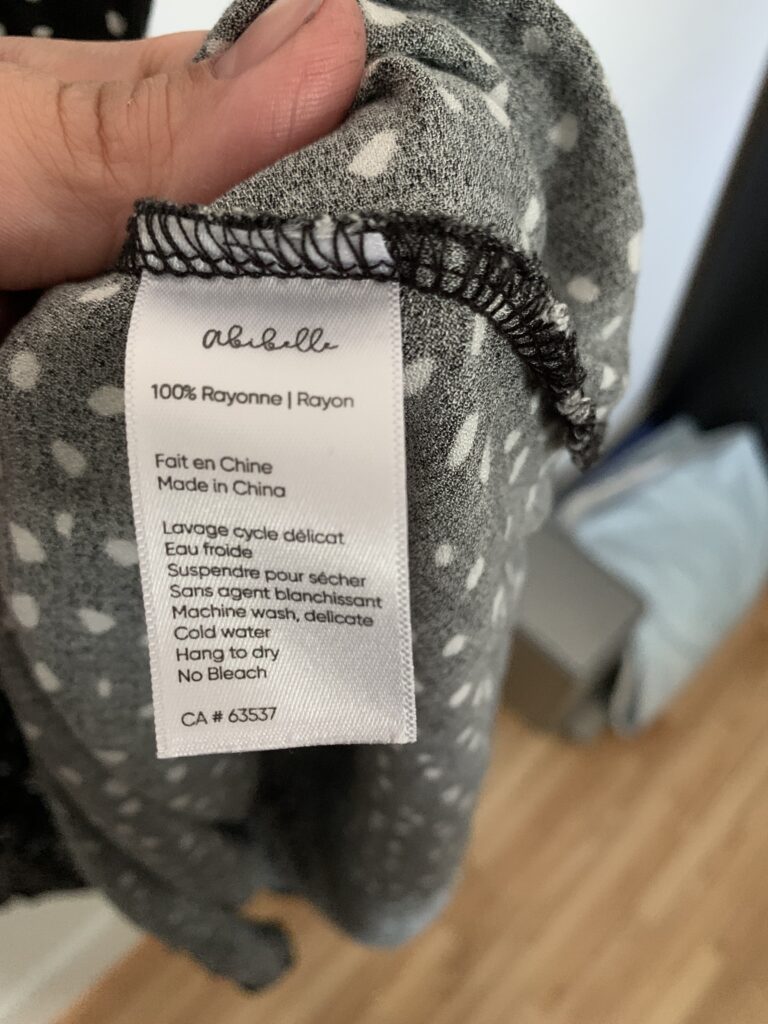 abibelle
100% Rayonne | Rayon
Fait en Chine
Made in China
Lavage cycle délicat
Eau froide
Suspendre pour sécher
Sans agent blanchissant
Machine wash, delicate
Cold water
Hang to dry
No Bleach
CA # 63537